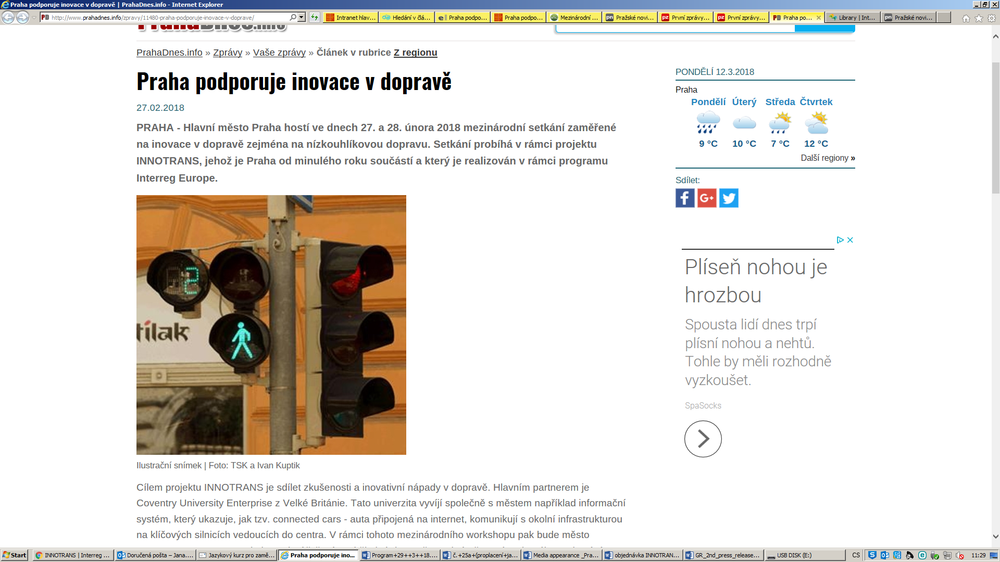 Praha podporuje inovace v dopravě | PrahaDnes.info - Internet Explorer
http://www.prahadnes.info/zpravy/11480-praha-podporuje-inovace-v-doprave/
Intranet hlav...
Hledání v člá...
Praha podpo...
Praha podpo...
Mezinárodní ...
Pražské novi...
První zprávy...
První zprávy...
Praha po...
Library | Int...
Pražské novi...
PrahaDnes.info » Zprávy » Vaše zprávy » Článek v rubrice Z regionu
Praha podporuje inovace v dopravě
27.02.2018
PRAHA - Hlavní město Praha hostí ve dnech 27. a 28. února 2018 mezinárodní setkání zaměřené
na inovace v dopravě zejména na nízkouhlíkovou dopravu. Setkání probíhá v rámci projektu
INNOTRANS, jehož je Praha od minulého roku součástí a který je realizován v rámci programu
Interreg Europe.
2
tilak
Ilustrační snímek | Foto: TSK a Ivan Kuptik
Cílem projektu INNOTRANS je sdílet zkušenosti a inovativní nápady v dopravě. Hlavním partnerem je
Coventry University Enterprise z Velké Británie. Tato univerzita vyvíjí společně s městem například informační
systém, který ukazuje, jak tzv. connected cars - auta připojená na internet, komunikují s okolní infrastrukturou
na klíčových silnicích vedoucích do centra. V rámci tohoto mezinárodního workshopu pak bude město
PONDĚLÍ 12.3.2018
Praha
Pondělí Úterý Středa Čtvrtek
9 °C 10 °C 7 °C 12 °C
Další regiony »
Sdílet:
Plíseň nohou je
hrozbou
Spousta lidí dnes trpí
plísní nohou a nehtů.
Tohle by měli rozhodně
vyzkoušet.
SpaSocks
Start
INNOTRANS | Interreg ...
Doručená pošta – Jana....
Jazykový kurz pro zamě...
Praha podporuje ino...
Program+29++3++18....
č.+25a+(proplacení+ja...
Media appearance _Pra...
objednávka INNOTRAN...
GR_2nd_press_release...
USB DISK (E:)
CS
11:29